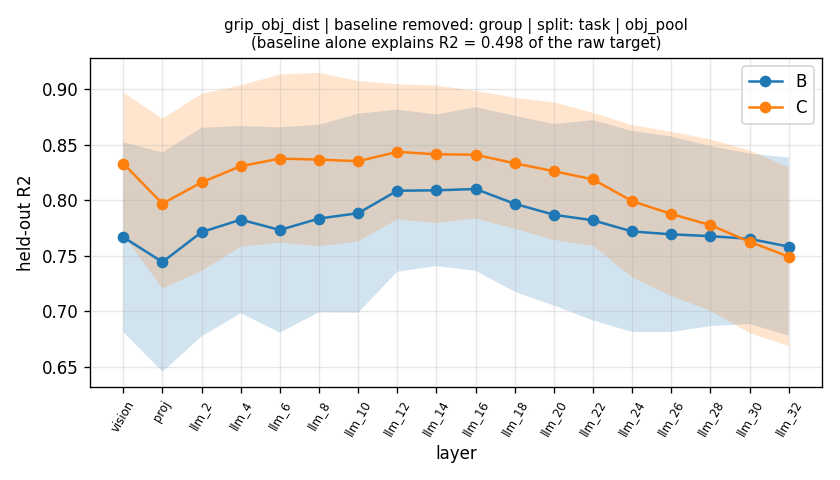 grip_obj_dist | baseline removed: group | split: task | obj_pool
(baseline alone explains R2 = 0.498 of the raw target)
B
C
held-out R2
0.90
0.85
0.80
0.75
0.70
0.65
vision
proj
llm_2
llm_4
llm_6
llm_8
llm_10
llm_12
llm_14
llm_16
llm_18
llm_20
llm_22
llm_24
llm_26
llm_28
llm_30
llm_32
layer